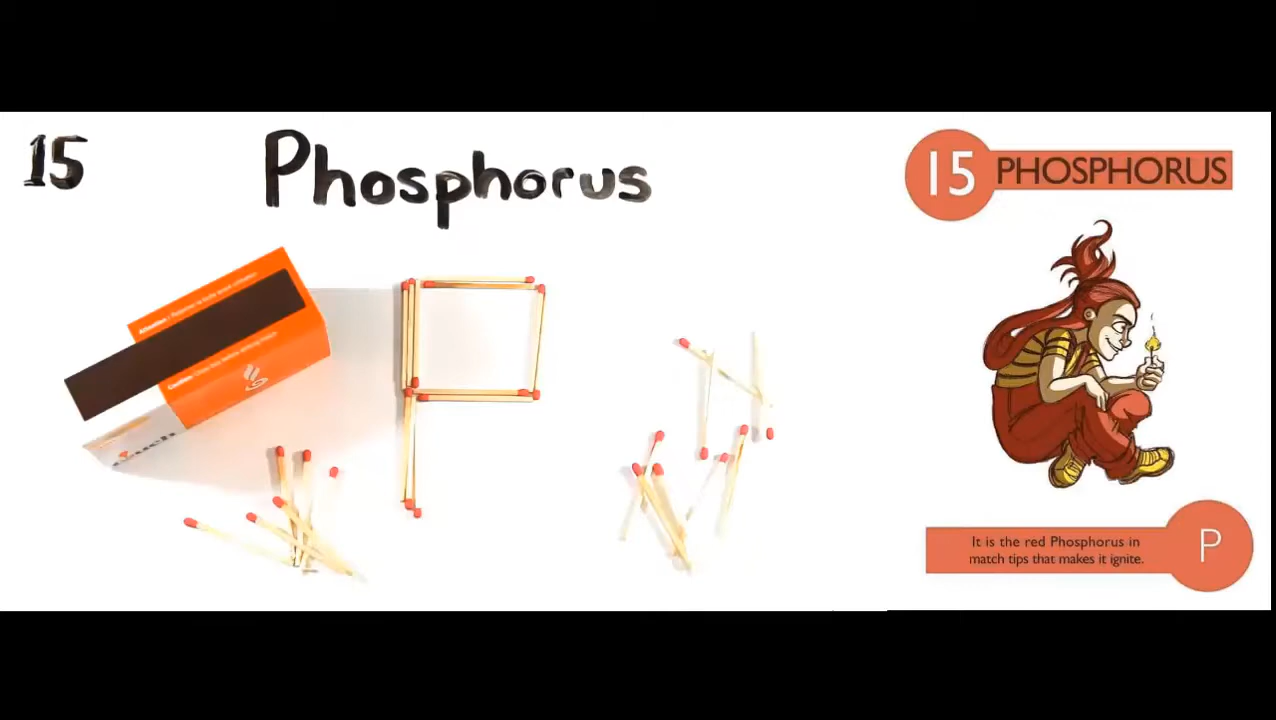 15
Phosphorus
15 PHOSPHORUS
It is the red Phosphorus in
match tips that makes it ignite.
P